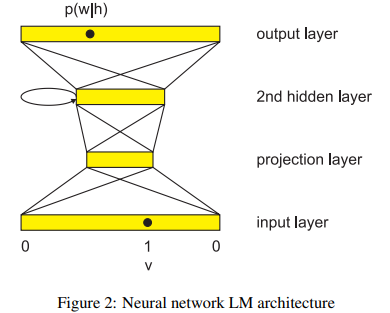 p(w|h)
output layer
2nd hidden layer
projection layer
input layer
0 1 0
v
Figure 2: Neural network LM architecture